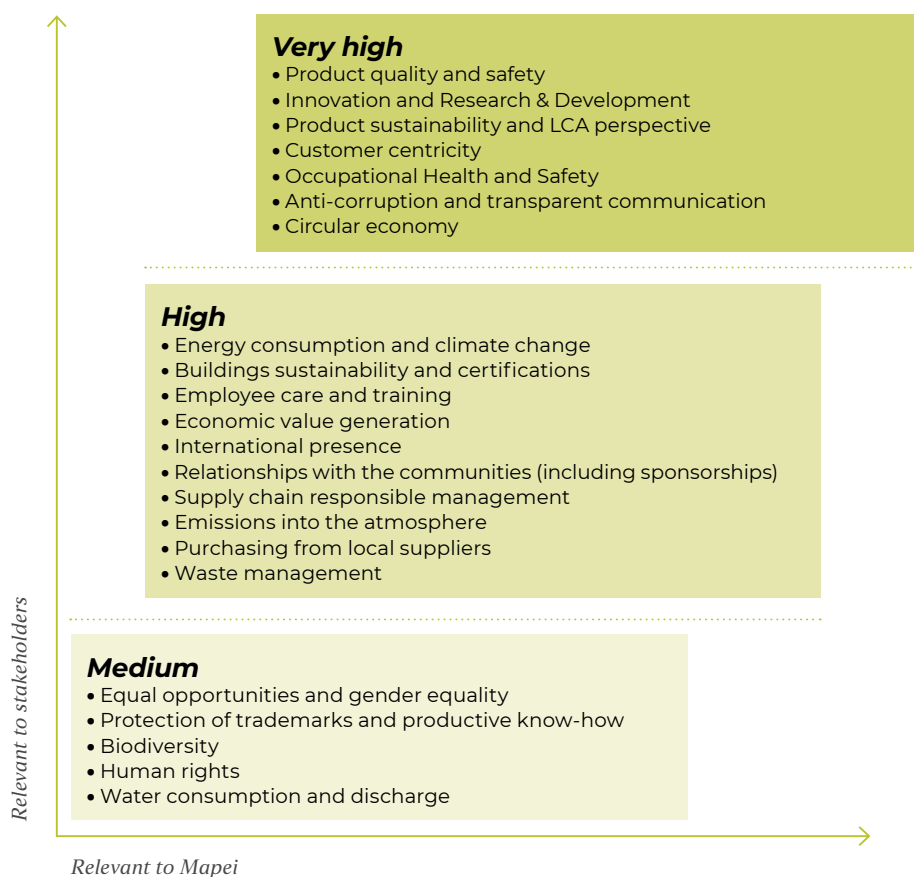 Very high
• Product quality and safety
• Innovation and Research & Development
• Product sustainability and LCA perspective
• Customer centricity
• Occupational Health and Safety
• Anti-corruption and transparent communication
• Circular economy
High
• Energy consumption and climate change
• Buildings sustainability and certifications
• Employee care and training
• Economic value generation
• International presence
• Relationships with the communities (including sponsorships)
• Supply chain responsible management
• Emissions into the atmosphere
• Purchasing from local suppliers
• Waste management
Medium
• Equal opportunities and gender equality
• Protection of trademarks and productive know-how
• Biodiversity
• Human rights
• Water consumption and discharge
Relevant to stakeholders
Relevant to Mapei